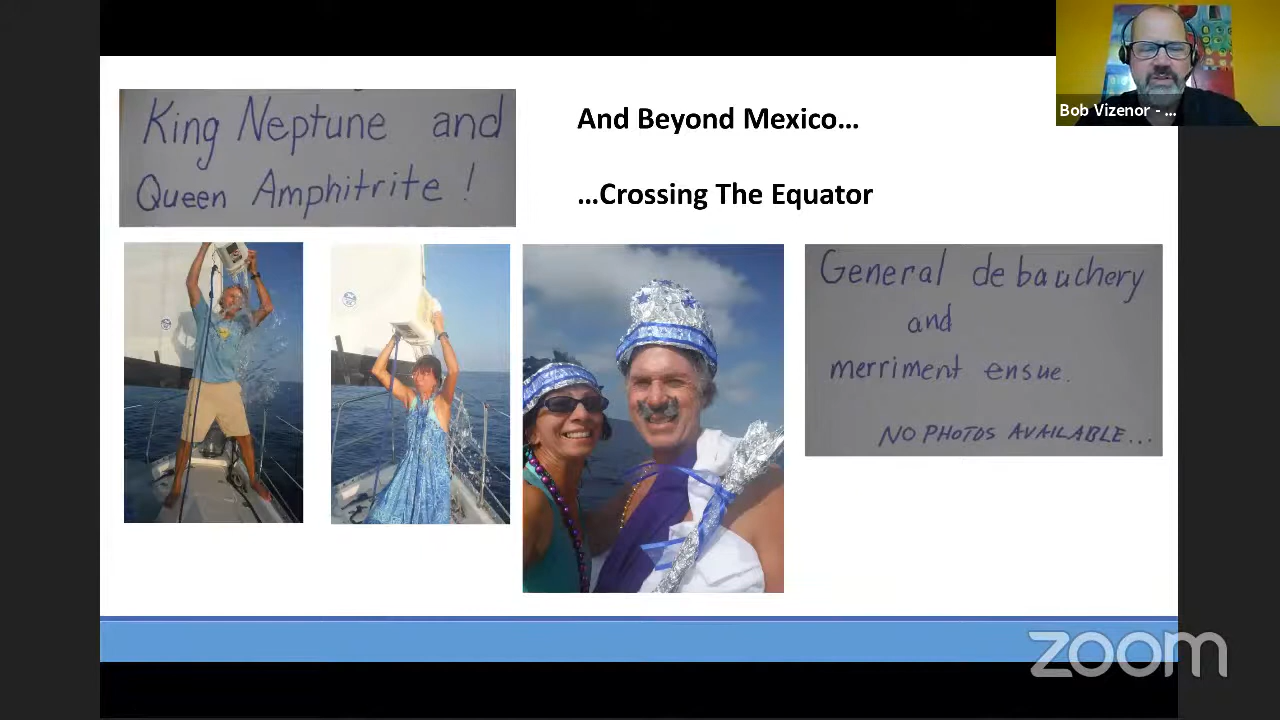 King Neptune and
Queen Amphitrite!
And Beyond Mexico…
…Crossing The Equator
Bob Vizenor - ...
General debauchery
and
merriment ensue.
NO PHOTOS AVAILABLE...
zoom